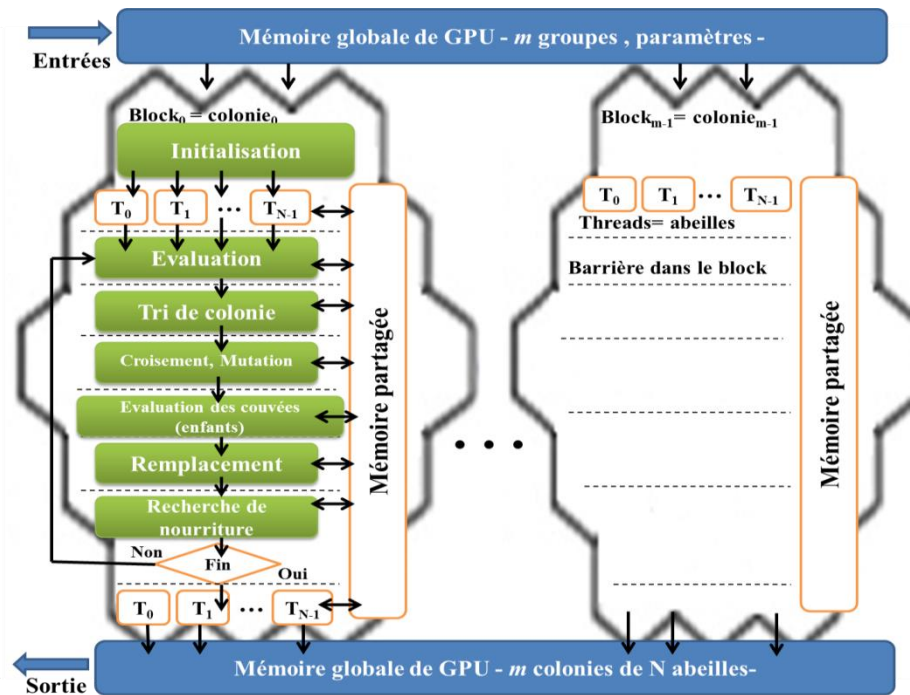 Mémoire globale de GPU - m groupes , paramètres -
Entrées
Block0 = colonie0
Initialisation
T0 T1 ... TN-1
Evaluation
Tri de colonie
Croisement, Mutation
Evaluation des couvées
(enfants)
Remplacement
Recherche de
nourriture
Non
Fin
Oui
T0 T1 ... TN-1
Mémoire partagée
...
Blockm-1= coloniem-1
T0 T1 ... TN-1
Threads= abeilles
Barrière dans le block
Mémoire partagée
Mémoire globale de GPU - m colonies de N abeilles-
Sortie